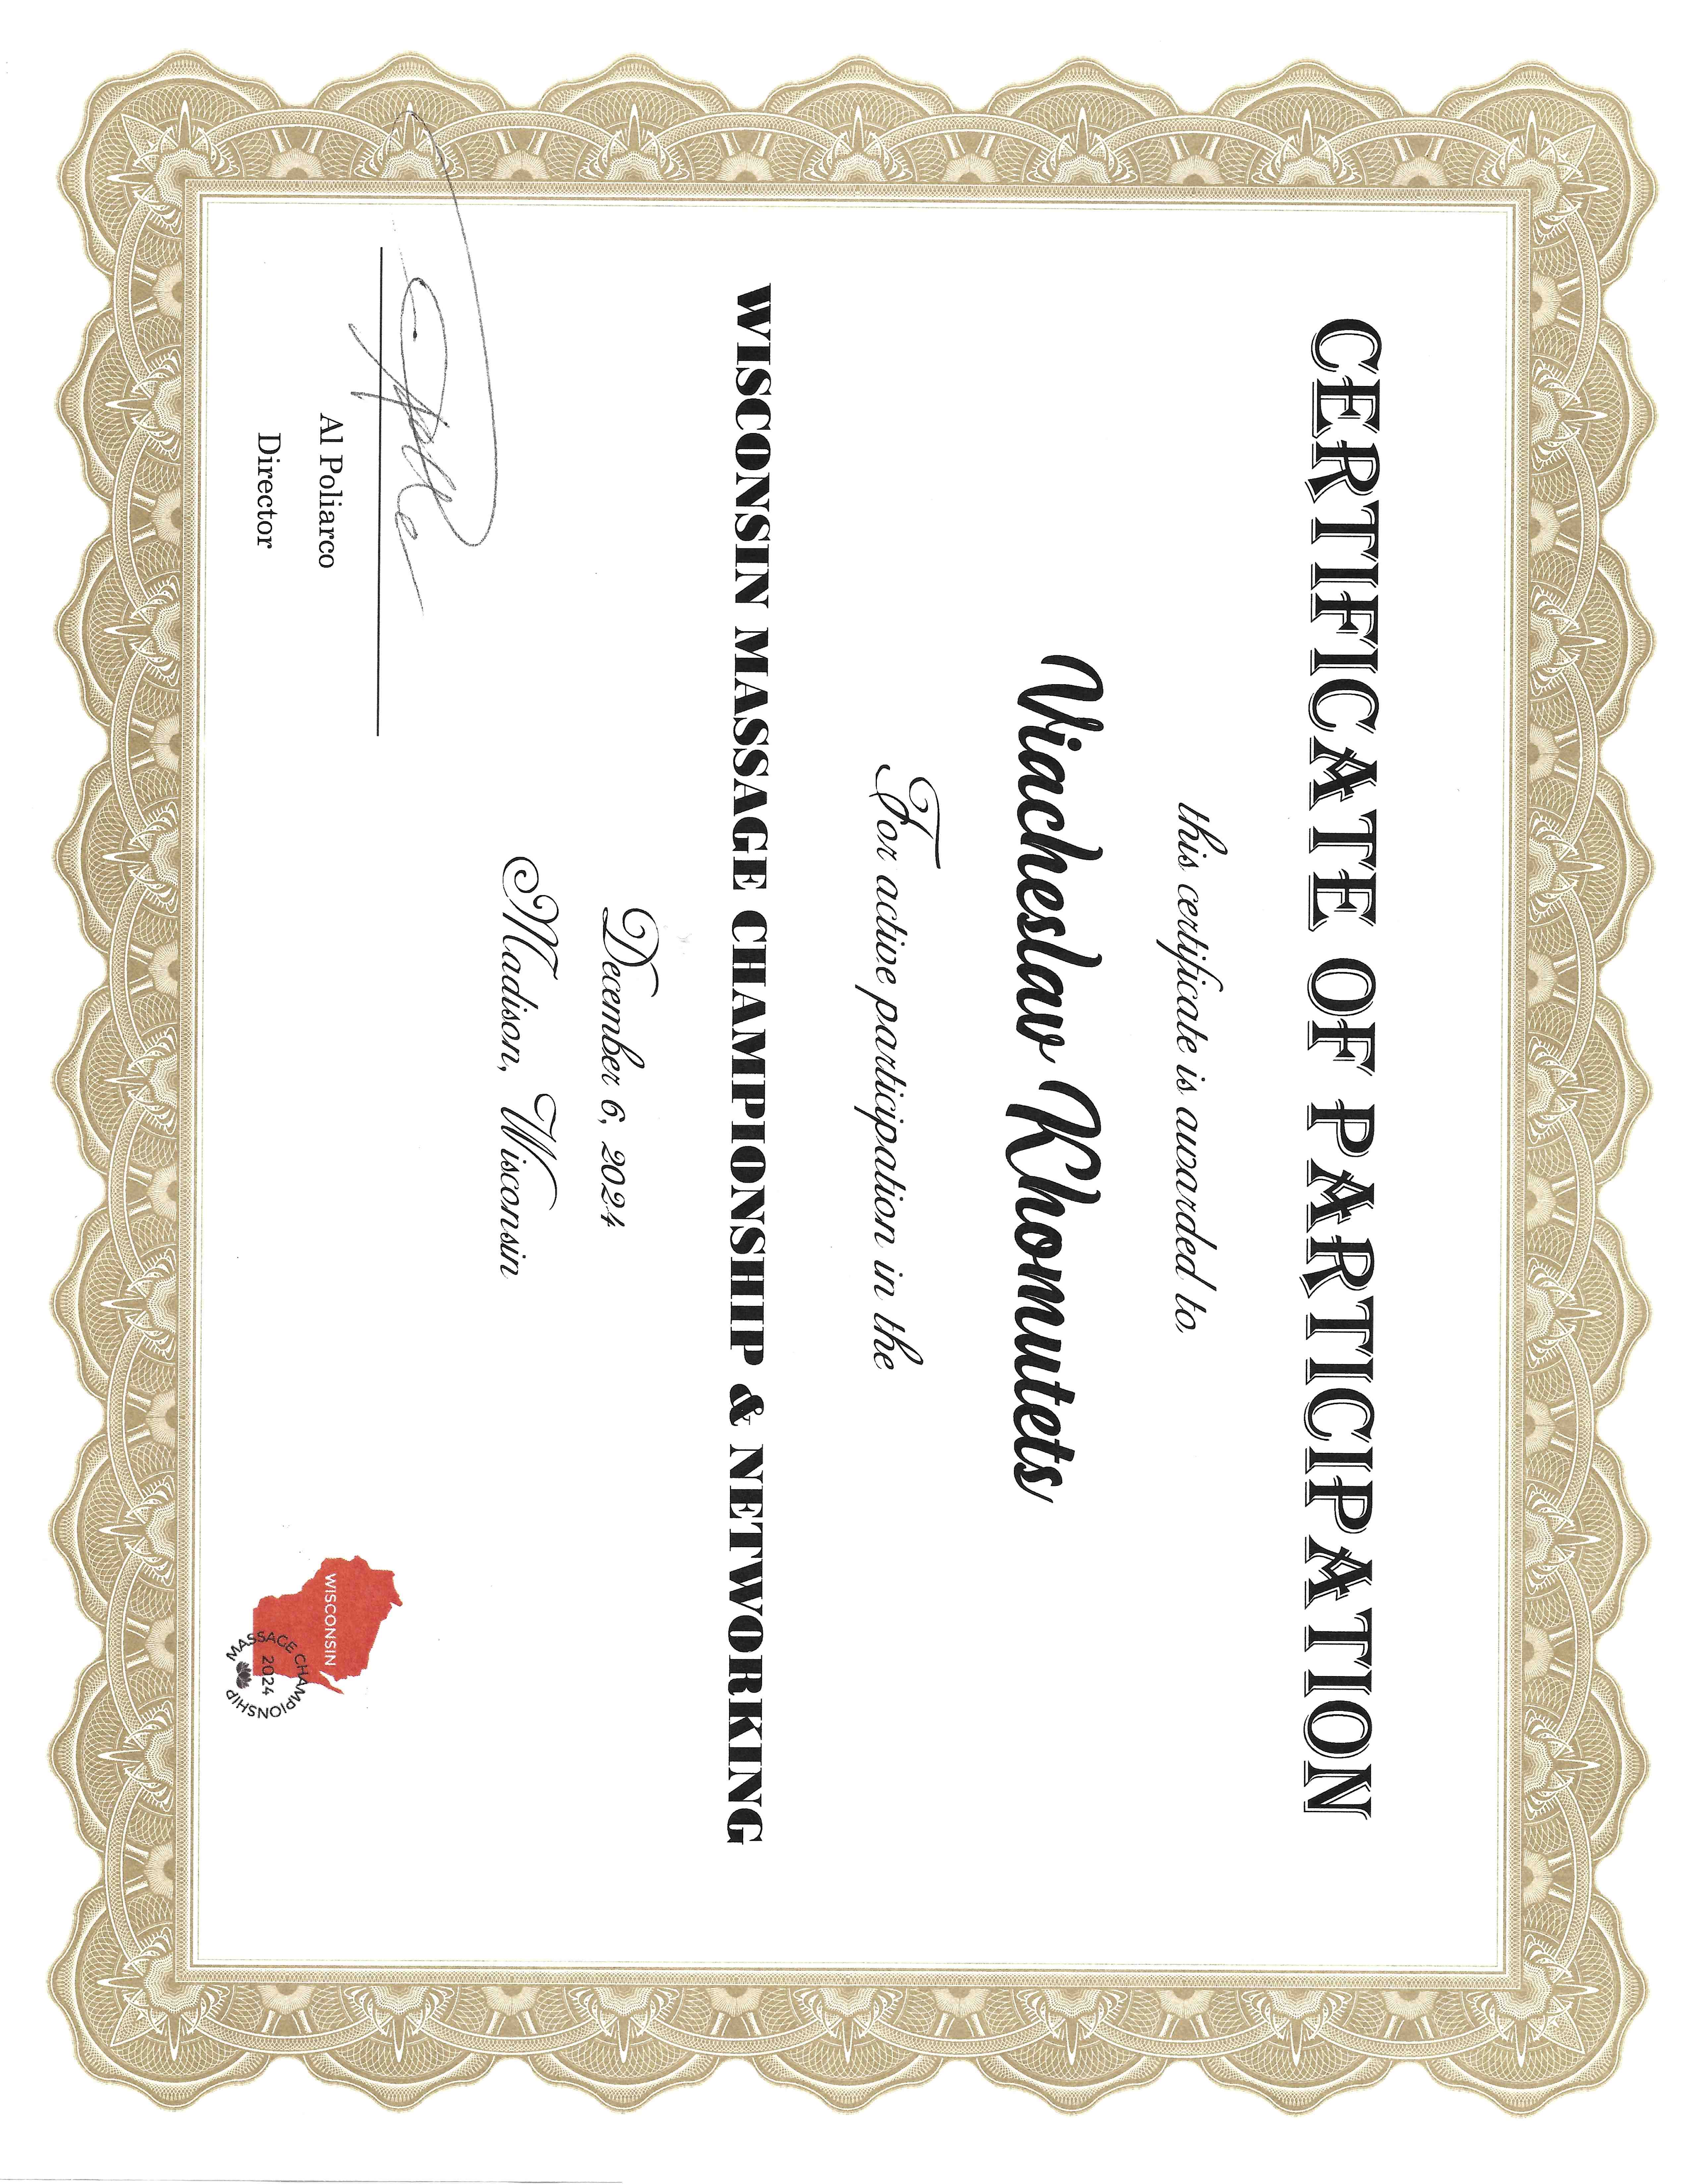 CERTIFICATE OF PARTICIPATION
this certificate is awarded to
Viacheslav Khomutets
For active participation in the
WISCONSIN MASSAGE CHAMPIONSHIP & NETWORKING
December 6, 2024
Madison, Wisconsin
Al Poliarco
Director
WISCONSIN
MASSAGE CHAMPIONSHIP
2024